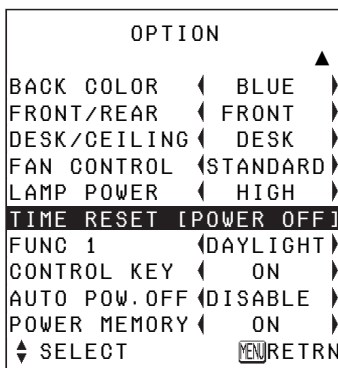 OPTION
▲
BACK COLOR ◀ BLUE ▶
FRONT/REAR ◀ FRONT ▶
DESK/CEILING ◀ DESK ▶
FAN CONTROL ◀ STANDARD ▶
LAMP POWER ◀ HIGH ▶
TIME RESET [POWER OFF]
FUNC 1 ◀ DAYLIGHT ▶
CONTROL KEY ◀ ON ▶
AUTO POW.OFF ◀ DISABLE ▶
POWER MEMORY ◀ ON ▶
SELECT MENU RETRN